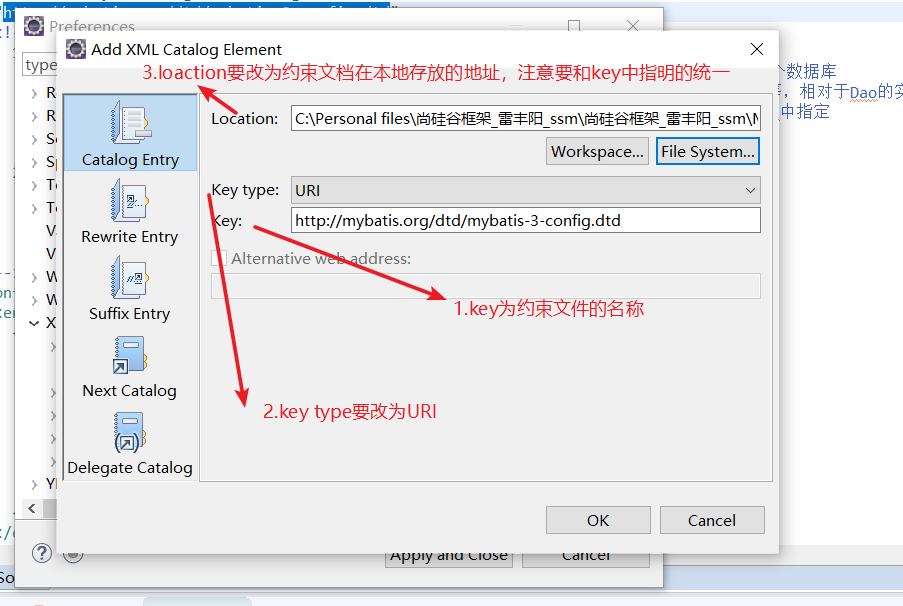 Preferences
Add XML Catalog Element
type
3.loaction要改为约束文档在本地存放的地址，注意要和key中指明的统一
数据库
，相对于Dao的实
中指定
Location:
C:\Personal files\尚硅谷框架_雷丰阳_ssm\尚硅谷框架_雷丰阳_ssm\M
Workspace...
File System...
Catalog Entry
Key type:
URI
Key:
http://mybatis.org/dtd/mybatis-3-config.dtd
Rewrite Entry
Alternative web address:
1.key为约束文件的名称
Suffix Entry
Next Catalog
2.key type要改为URI
Delegate Catalog
OK
Cancel
Apply and Close
Cancel